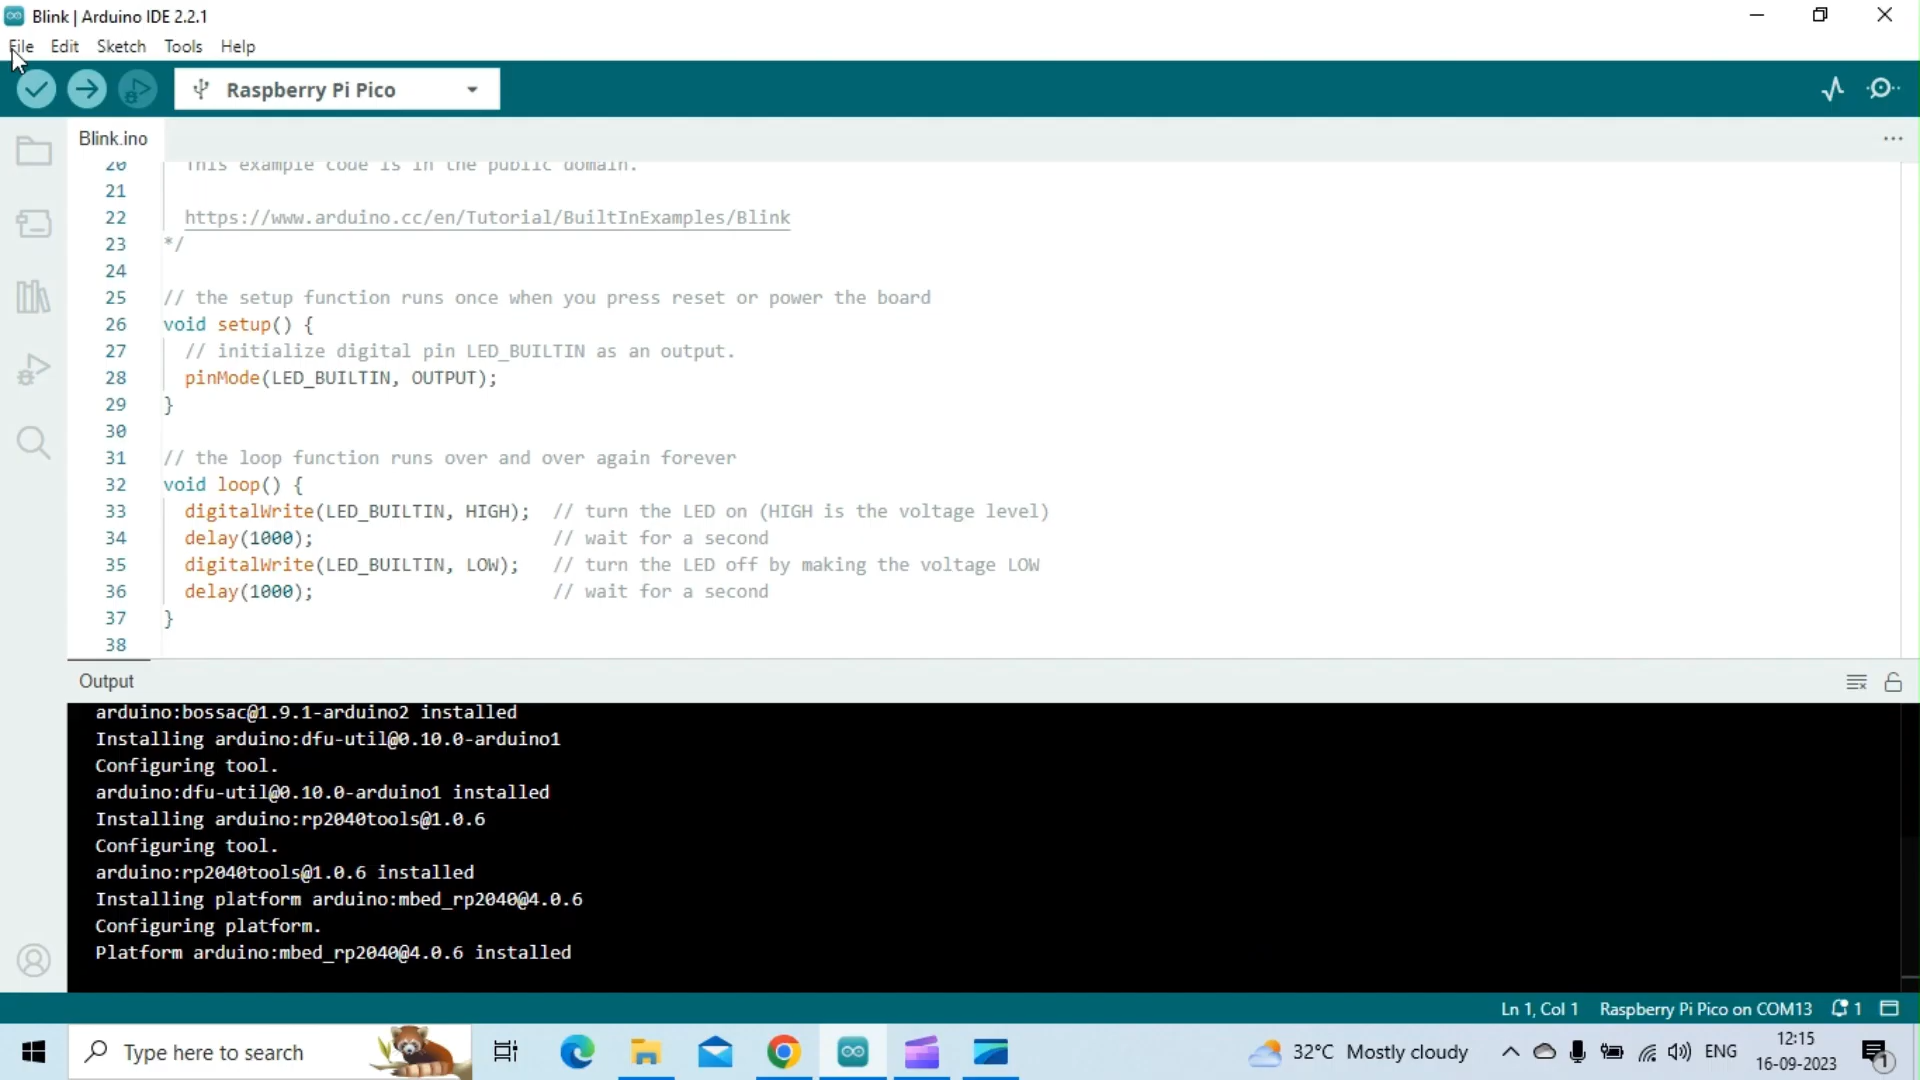 Blink | Arduino IDE 2.2.1
File Edit Sketch Tools Help
Raspberry Pi Pico
Blink.ino
20 This example code is in the public domain.
21
22 https://www.arduino.cc/en/Tutorial/BuiltInExamples/Blink
23 */
24
25 // the setup function runs once when you press reset or power the board
26 void setup() {
27 // initialize digital pin LED_BUILTIN as an output.
28 pinMode(LED_BUILTIN, OUTPUT);
29 }
30
31 // the loop function runs over and over again forever
32 void loop() {
33 digitalWrite(LED_BUILTIN, HIGH); // turn the LED on (HIGH is the voltage level)
34 delay(1000); // wait for a second
35 digitalWrite(LED_BUILTIN, LOW); // turn the LED off by making the voltage LOW
36 delay(1000); // wait for a second
37 }
38
Output
arduino:bossac@1.9.1-arduino2 installed
Installing arduino:dfu-util@0.10.0-arduino1
Configuring tool.
arduino:dfu-util@0.10.0-arduino1 installed
Installing arduino:rp2040tools@1.0.6
Configuring tool.
arduino:rp2040tools@1.0.6 installed
Installing platform arduino:mbed_rp2040@4.0.6
Configuring platform.
Platform arduino:mbed_rp2040@4.0.6 installed
Ln 1, Col 1 Raspberry Pi Pico on COM13 1
Type here to search 32°C Mostly cloudy ENG 12:15
16-09-2023 1